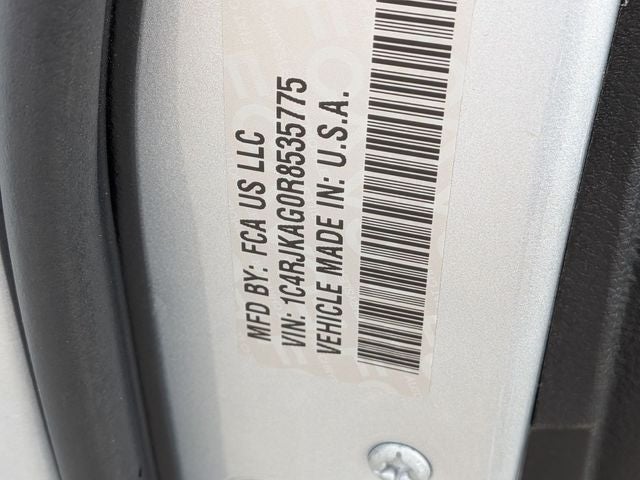 MFD BY: FCA US LLC
VIN: 1C4RJKAG0R8535775
VEHICLE MADE IN: U.S.A.